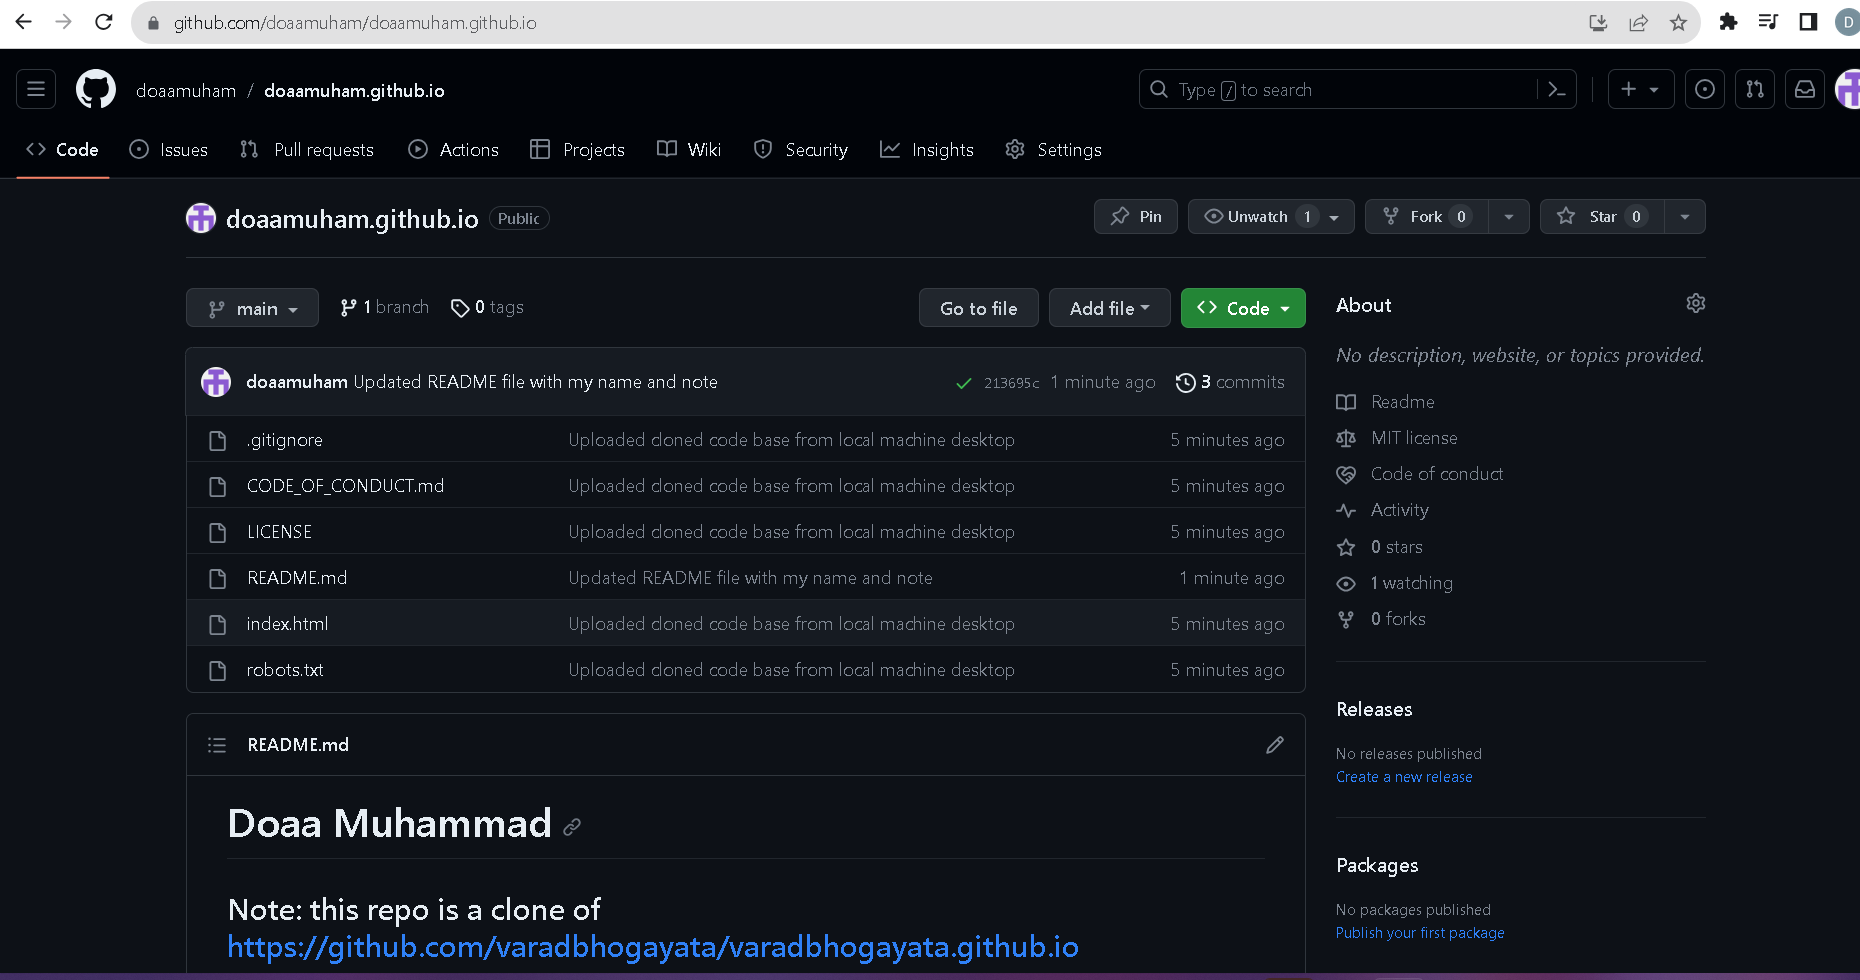 github.com/doaamuham/doaamuham.github.io
D
doaamuham / doaamuham.github.io
Type / to search
Code Issues Pull requests Actions Projects Wiki Security Insights Settings
doaamuham.github.io Public
Pin Unwatch 1 Fork 0 Star 0
main 1 branch 0 tags Go to file Add file Code
doaamuham Updated README file with my name and note 213695c 1 minute ago 3 commits
.gitignore Uploaded cloned code base from local machine desktop 5 minutes ago
CODE_OF_CONDUCT.md Uploaded cloned code base from local machine desktop 5 minutes ago
LICENSE Uploaded cloned code base from local machine desktop 5 minutes ago
README.md Updated README file with my name and note 1 minute ago
index.html Uploaded cloned code base from local machine desktop 5 minutes ago
robots.txt Uploaded cloned code base from local machine desktop 5 minutes ago
README.md
Doaa Muhammad
Note: this repo is a clone of
https://github.com/varadbhogayata/varadbhogayata.github.io
About
No description, website, or topics provided.
Readme
MIT license
Code of conduct
Activity
0 stars
1 watching
0 forks
Releases
No releases published
Create a new release
Packages
No packages published
Publish your first package